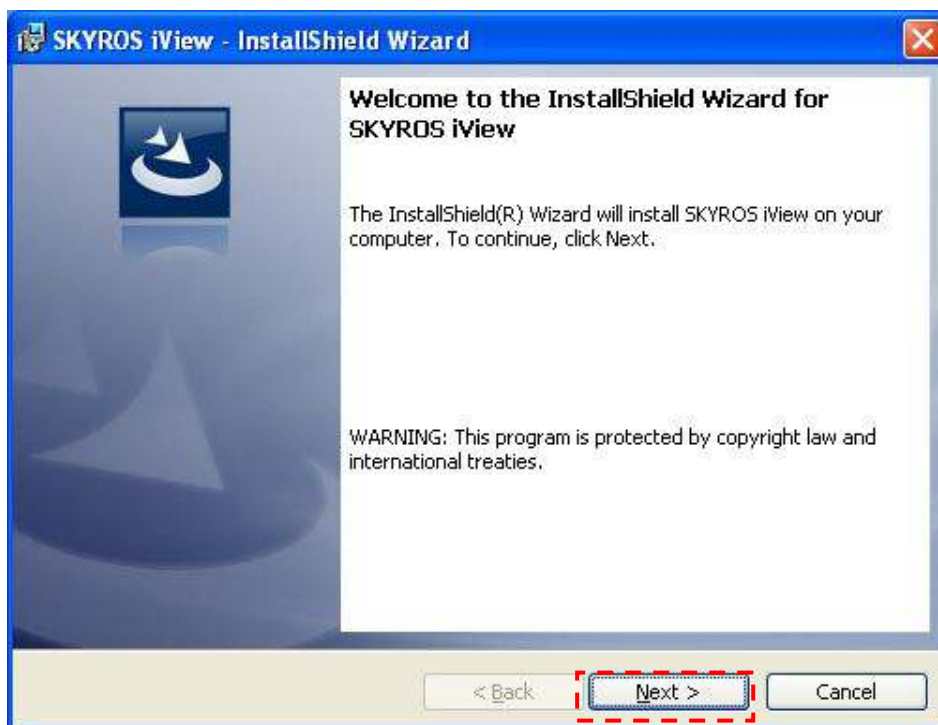 SKYROS iView - InstallShield Wizard
Welcome to the InstallShield Wizard for
SKYROS iView
The InstallShield(R) Wizard will install SKYROS iView on your
computer. To continue, click Next.
WARNING: This program is protected by copyright law and
international treaties.
< Back
Next >
Cancel